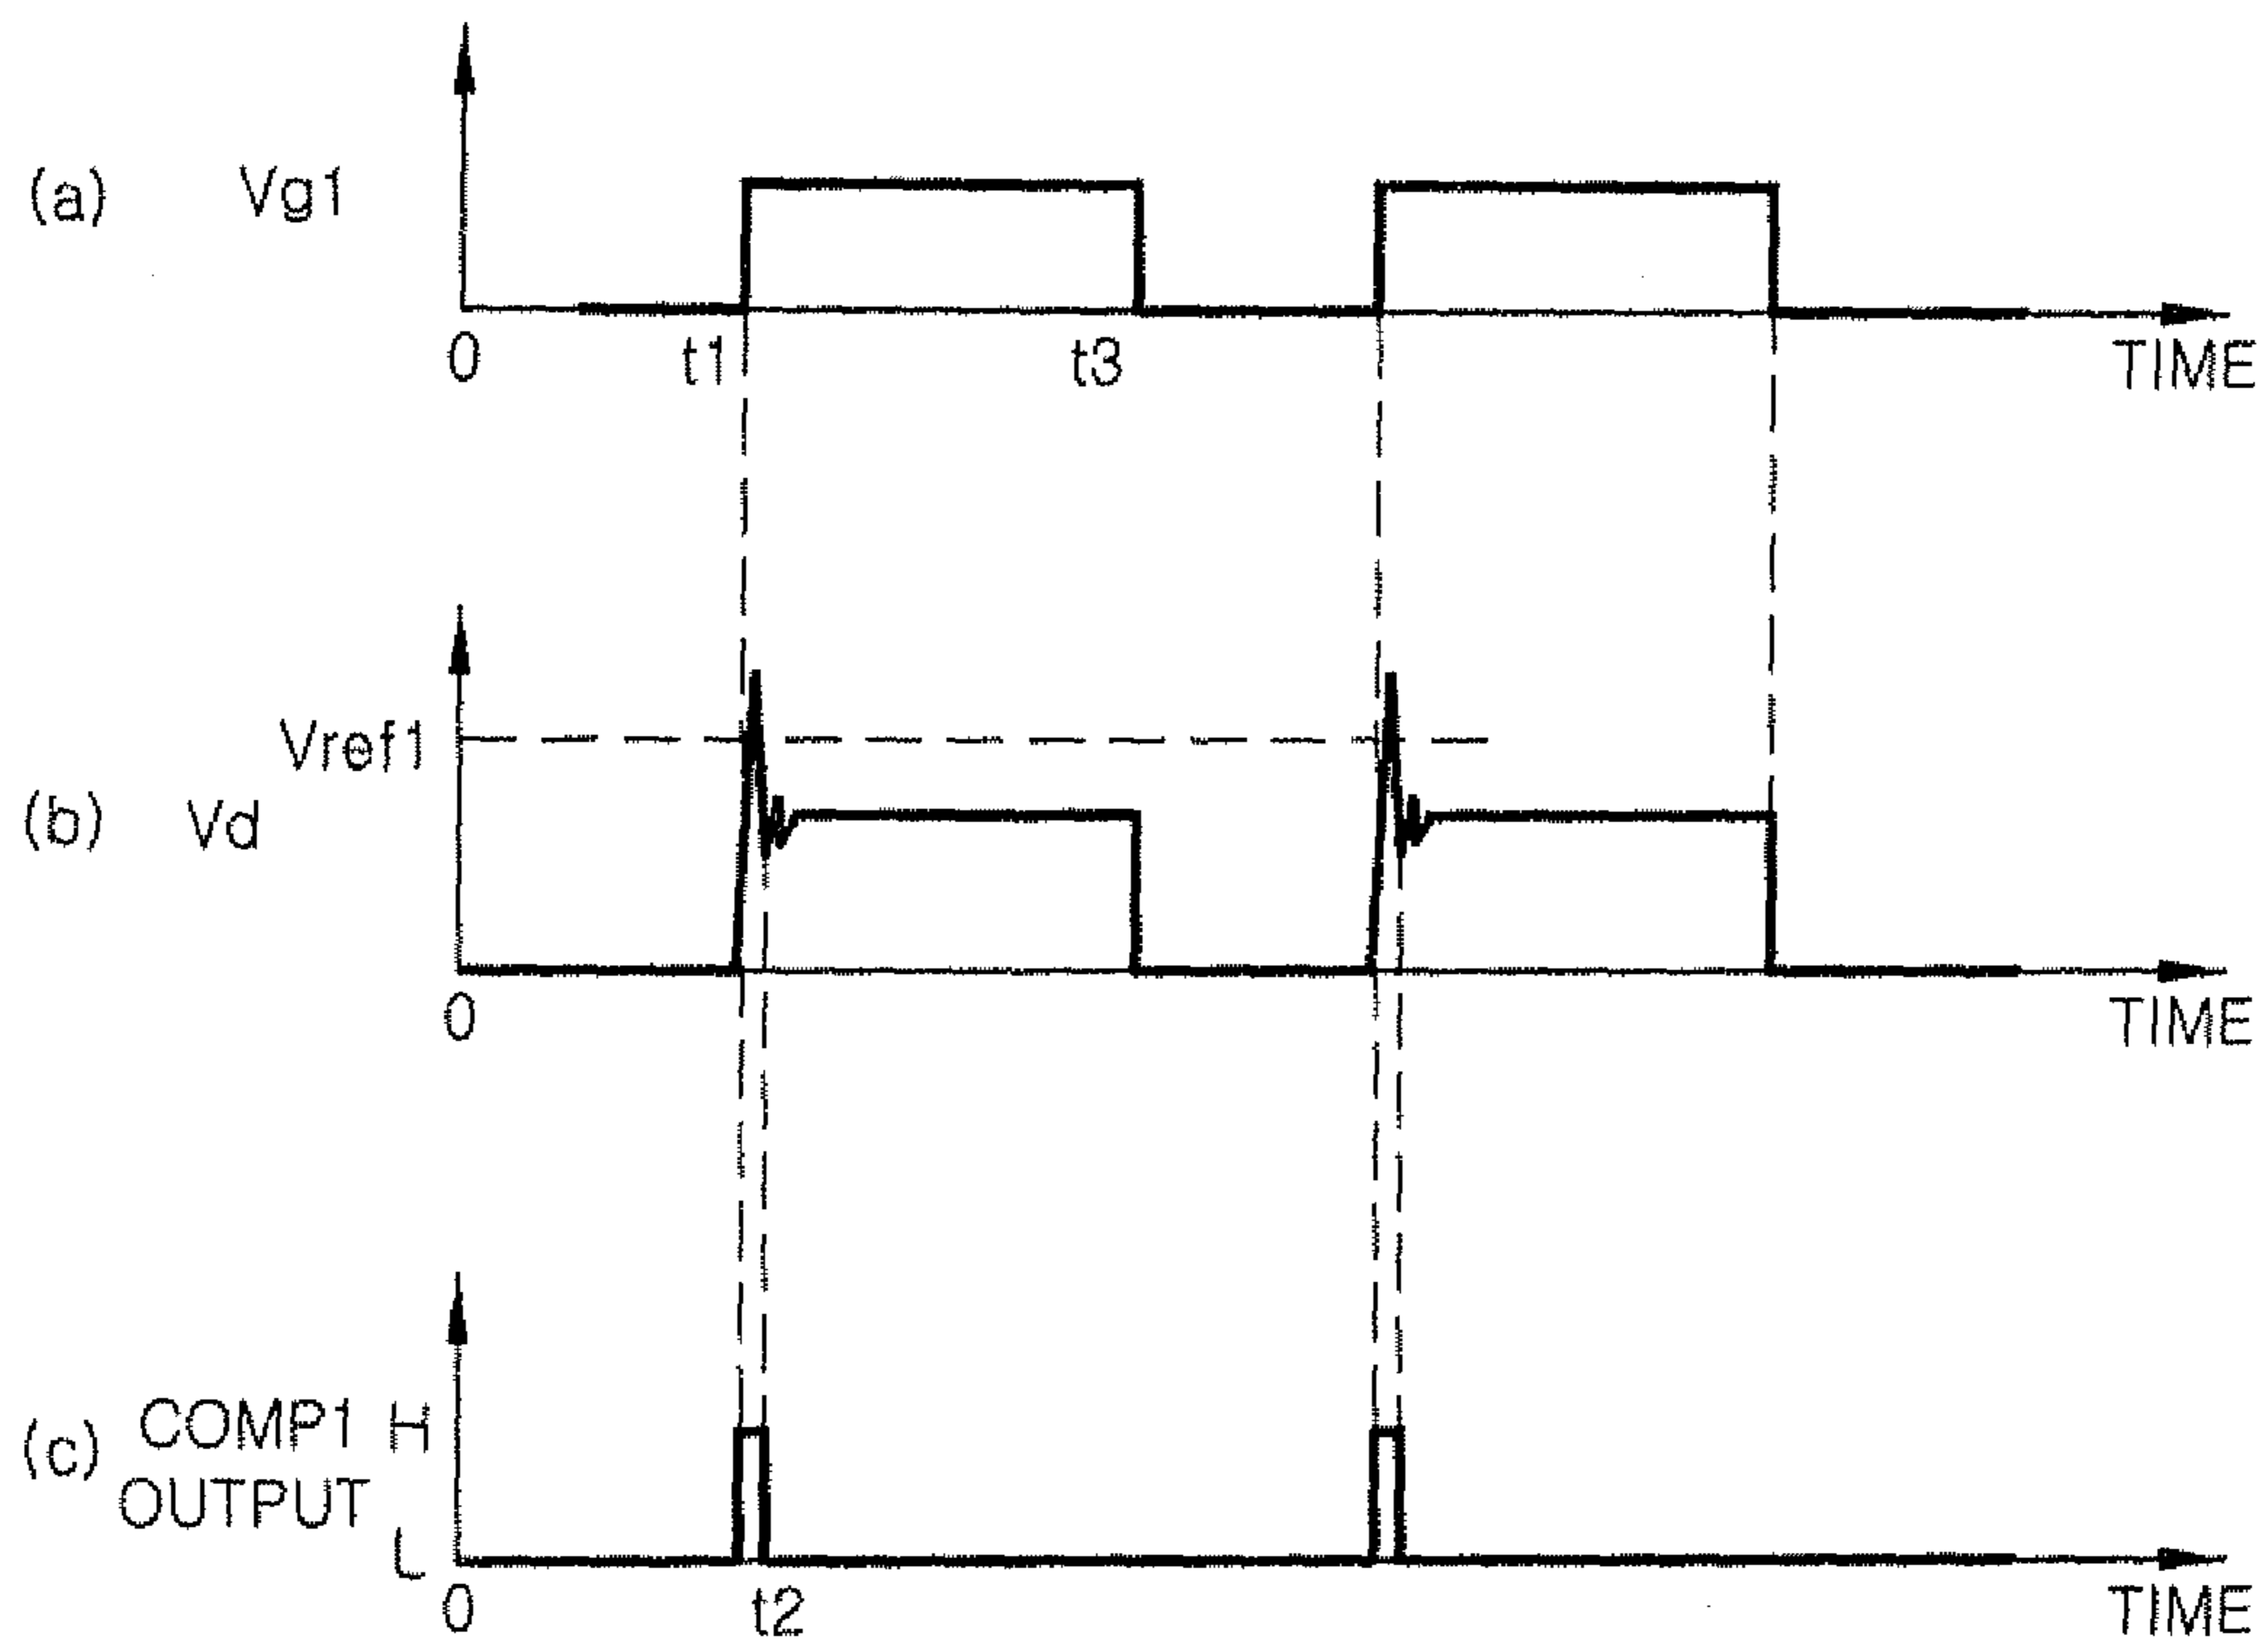 (a) Vg1
0 t1 t3 TIME
Vref1
(b) Vd
0 TIME
(c) COMP1 H
OUTPUT
L
0 t2 TIME